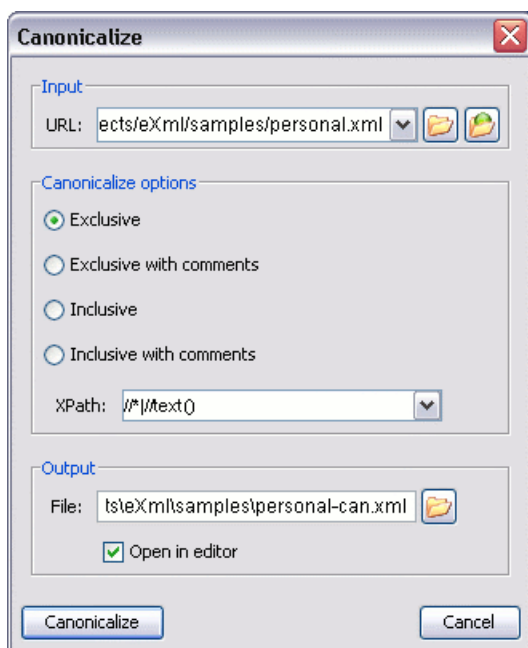 Canonicalize
Input
URL: ects/eXml/samples/personal.xml
Canonicalize options
Exclusive
Exclusive with comments
Inclusive
Inclusive with comments
XPath: //*|//text()
Output
File: ts\eXml\samples\personal-can.xml
Open in editor
Canonicalize Cancel